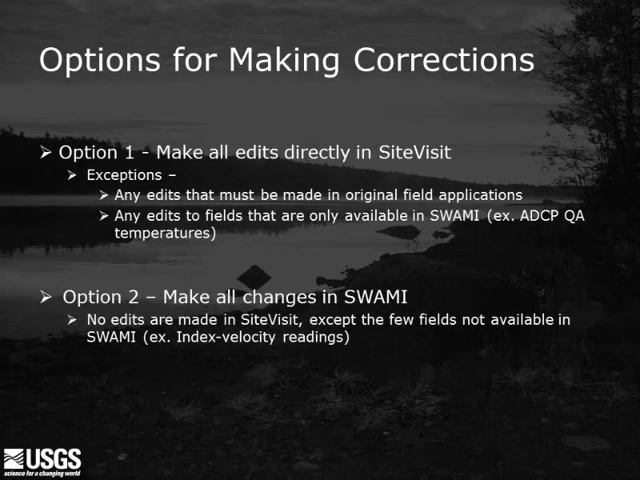 Options for Making Corrections
➢ Option 1 - Make all edits directly in SiteVisit
➢ Exceptions –
➢ Any edits that must be made in original field applications
➢ Any edits to fields that are only available in SWAMI (ex. ADCP QA
temperatures)
➢ Option 2 – Make all changes in SWAMI
➢ No edits are made in SiteVisit, except the few fields not available in
SWAMI (ex. Index-velocity readings)
USGS
science for a changing world